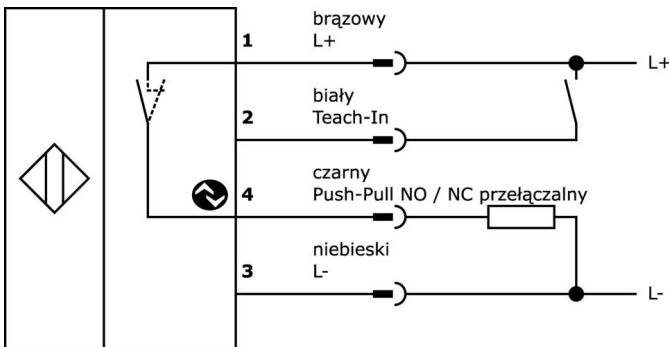 brązowy
1 L+ L+
biały
2 Teach-In
czarny
4 Push-Pull NO / NC przełączalny
niebieski
3 L- L-